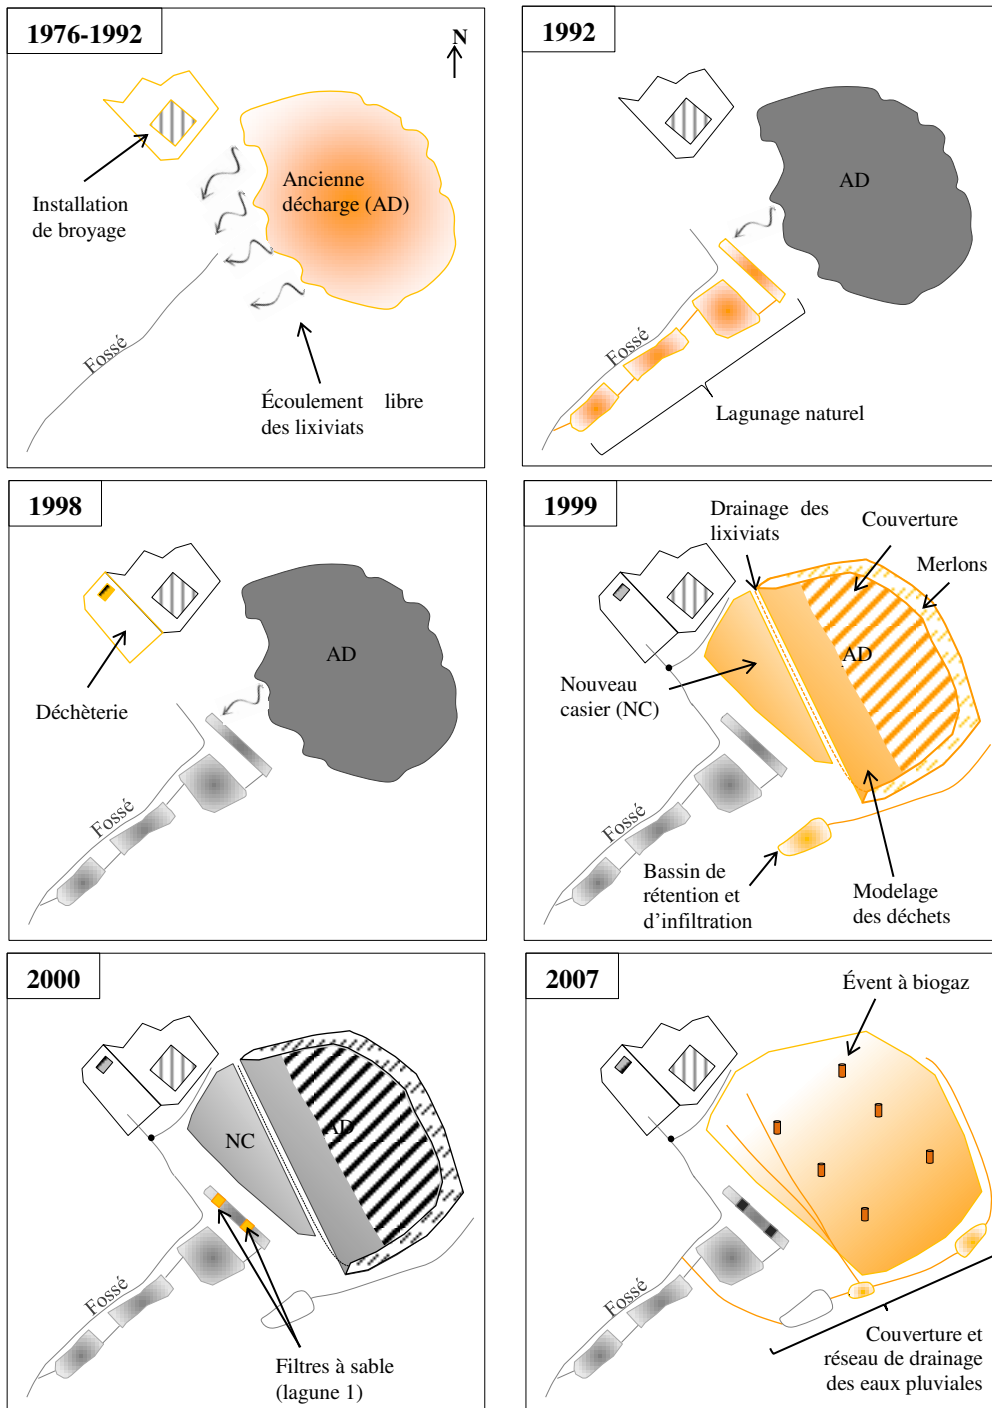 1976-1992
N
Ancienne
décharge (AD)
Installation
de broyage
Fossé
Écoulement libre
des lixiviats
1992
AD
Fossé
Lagunage naturel
1998
AD
Déchèterie
Fossé
1999
Drainage des
lixiviats
Couverture
Merlons
AD
Nouveau
casier (NC)
Fossé
Bassin de
rétention et
d’infiltration
Modelage
des déchets
2000
NC
AD
Fossé
Filtres à sable
(lagune 1)
2007
Évent à biogaz
Fossé
Couverture et
réseau de drainage
des eaux pluviales